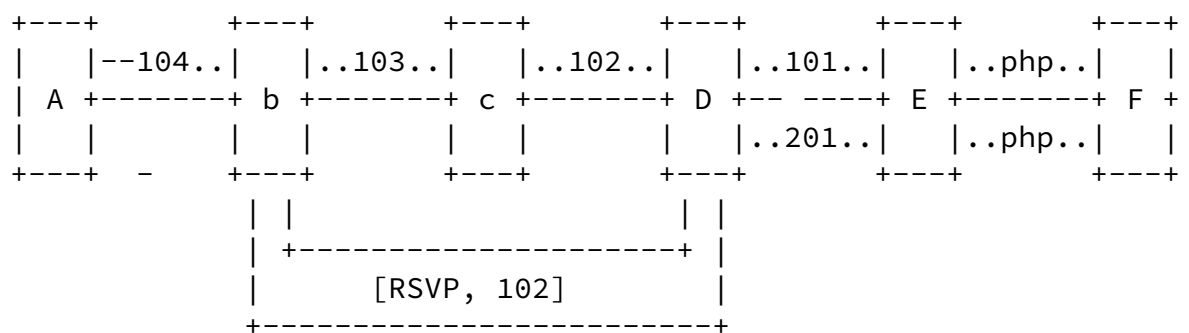 +---+       +---+       +---+       +---+       +---+       +---+
|   |--104..|   |..103..|   |..102..|   |..101..|   |..php..|   |
| A +-------+ b +-------+ c +-------+ D +-- ----+ E +-------+ F +
|   |       |   |       |   |       |   |..201..|   |..php..|   |
+---+  -    +---+       +---+       +---+       +---+       +---+
             | |                     | |
             | +---------------------+ |
             |      [RSVP, 102]        |
             +-------------------------+